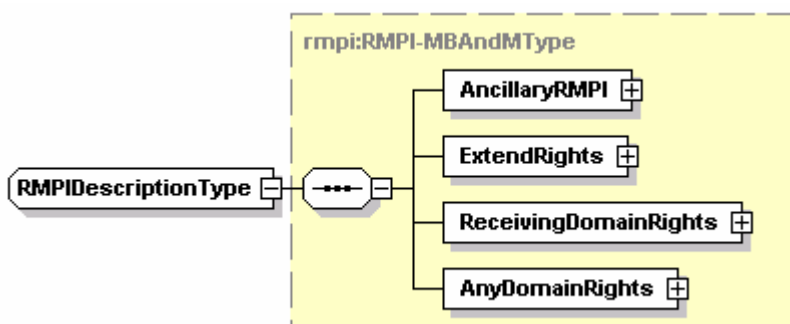 rmpi:RMPI-MBAndMType
AncillaryRMPI
ExtendRights
RMPIDescriptionType
ReceivingDomainRights
AnyDomainRights